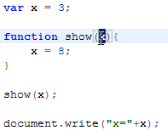 var x = 3;
function show(x){
x = 8;
}
show(x);
document.write("x="+x);